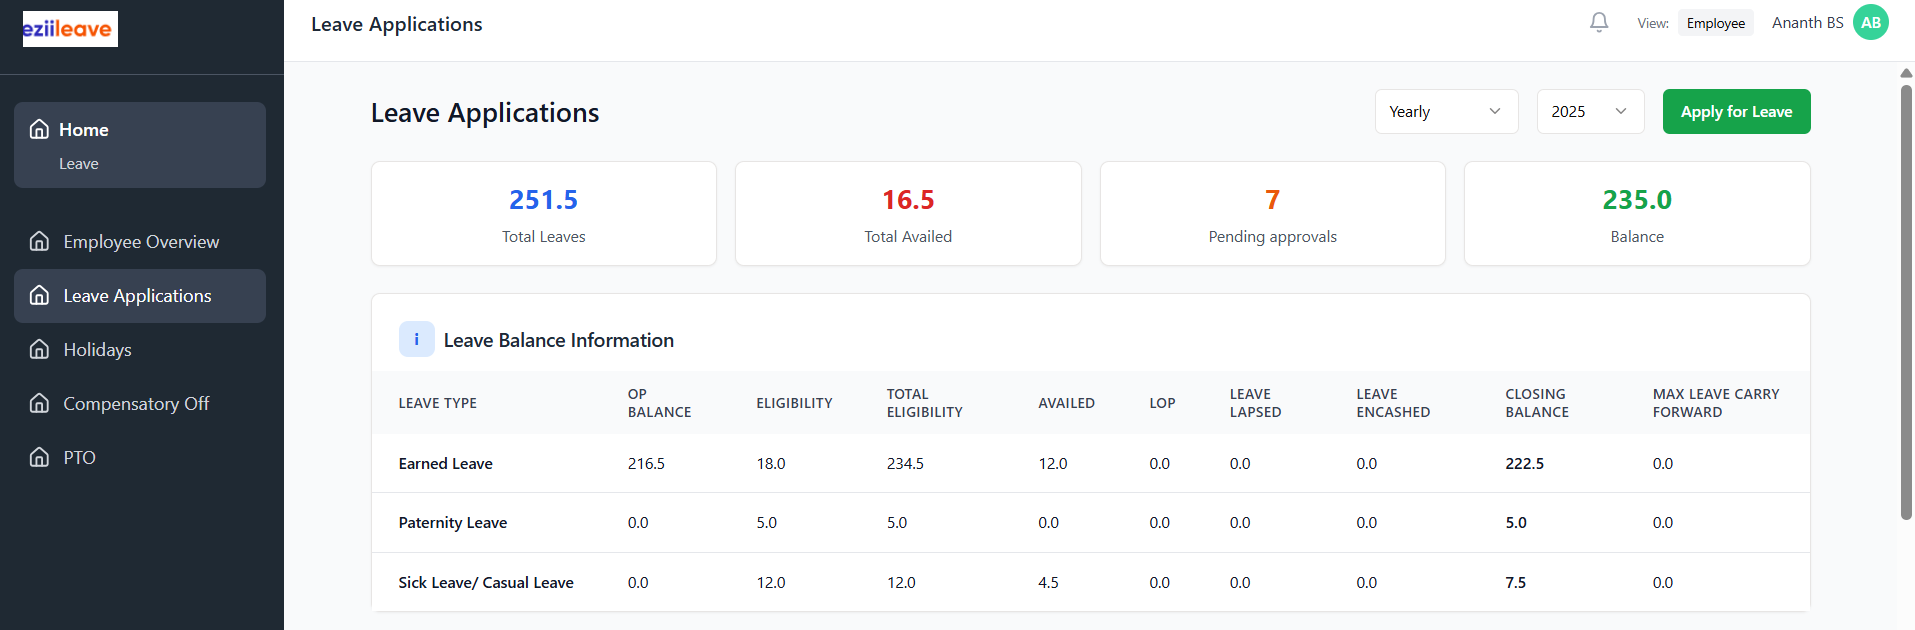 eziileave
Leave Applications
View: Employee Ananth BS AB
Home
Leave
Employee Overview
Leave Applications
Holidays
Compensatory Off
PTO
Leave Applications
Yearly 2025 Apply for Leave
251.5
Total Leaves
16.5
Total Availed
7
Pending approvals
235.0
Balance
i Leave Balance Information
LEAVE TYPE OP BALANCE ELIGIBILITY TOTAL ELIGIBILITY AVAILED LOP LEAVE LAPSED LEAVE ENCASHED CLOSING BALANCE MAX LEAVE CARRY FORWARD
Earned Leave 216.5 18.0 234.5 12.0 0.0 0.0 0.0 222.5 0.0
Paternity Leave 0.0 5.0 5.0 0.0 0.0 0.0 0.0 5.0 0.0
Sick Leave/ Casual Leave 0.0 12.0 12.0 4.5 0.0 0.0 0.0 7.5 0.0